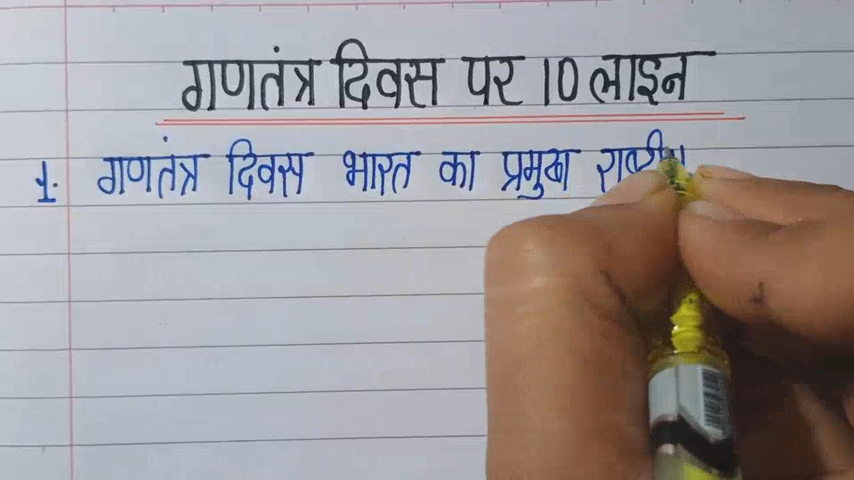 गणतंत्र दिवस पर 10 लाइन
1. गणतंत्र दिवस भारत का प्रमुख